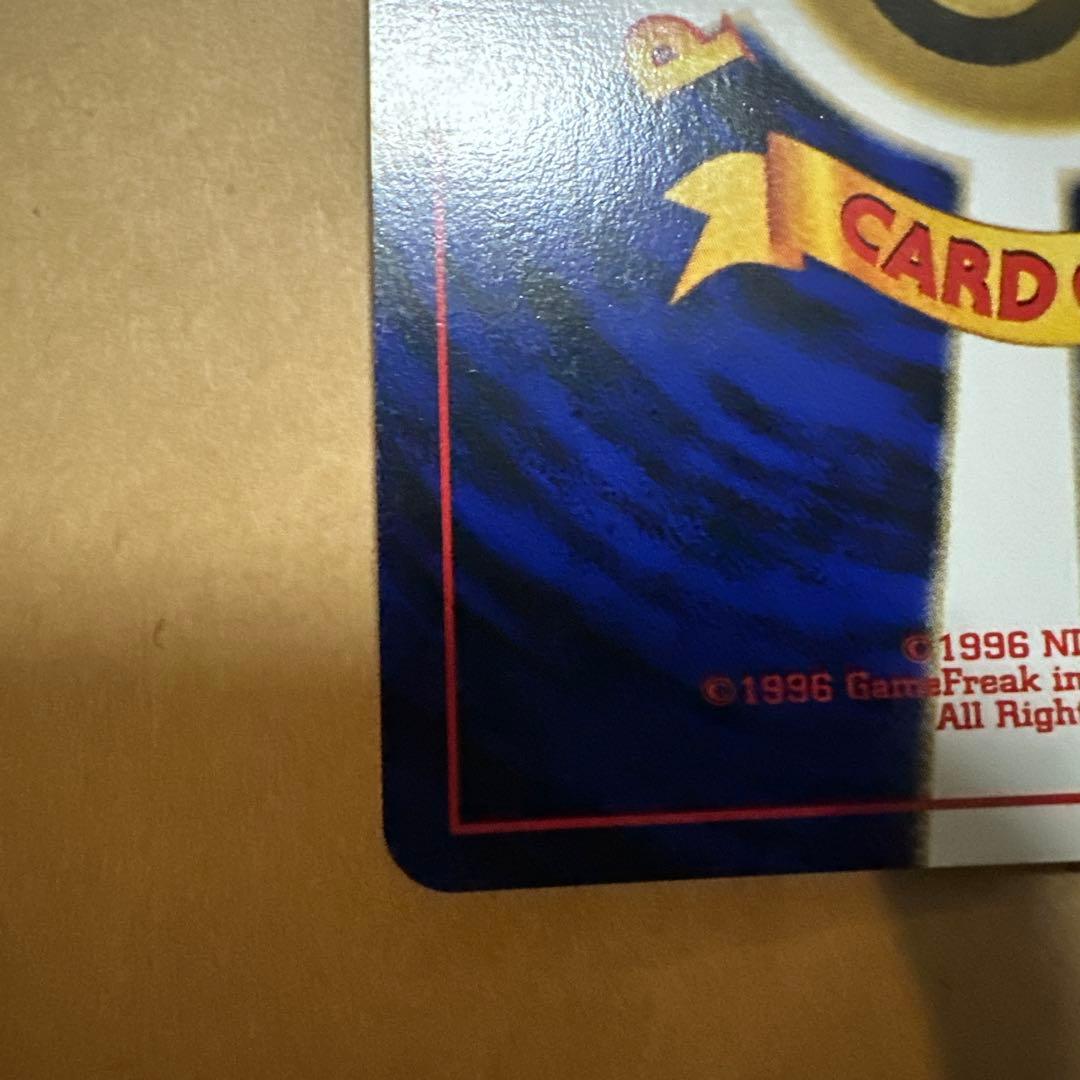 P
CARD
©1996 NI
©1996 GameFreak in
All Right